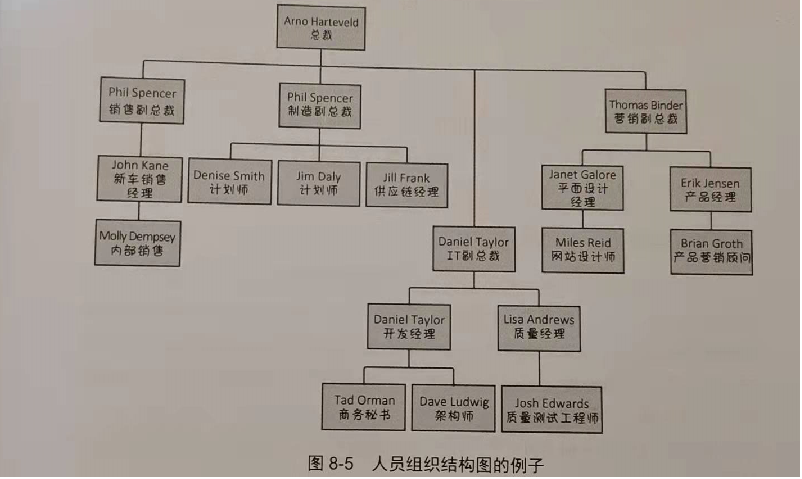 Arno Harteveld
总裁
Phil Spencer
销售副总裁
Phil Spencer
制造副总裁
Thomas Binder
营销副总裁
John Kane
新车销售
经理
Denise Smith
计划师
Jim Daly
计划师
Jill Frank
供应链经理
Janet Galore
平面设计
经理
Erik Jensen
产品经理
Molly Dempsey
内部销售
Daniel Taylor
IT副总裁
Miles Reid
网站设计师
Brian Groth
产品营销顾问
Daniel Taylor
开发经理
Lisa Andrews
质量经理
Tad Orman
商务秘书
Dave Ludwig
架构师
Josh Edwards
质量测试工程师
图 8-5 人员组织结构图的例子